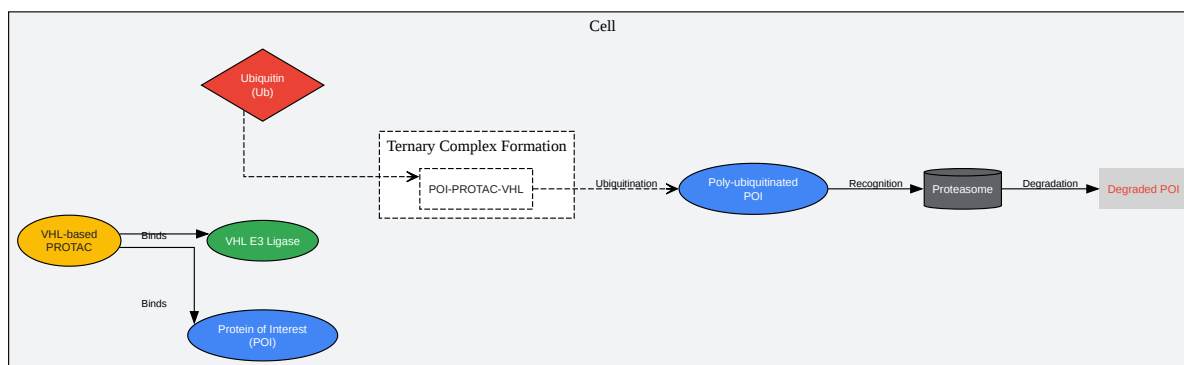 Cell
Ubiquitin
(Ub)
Ternary Complex Formation
POI-PROTAC-VHL
Ubiquitination
Poly-ubiquitinated
POI
Recognition
Proteasome
Degradation
Degraded POI
VHL-based
PROTAC
Binds
VHL E3 Ligase
Binds
Protein of Interest
(POI)